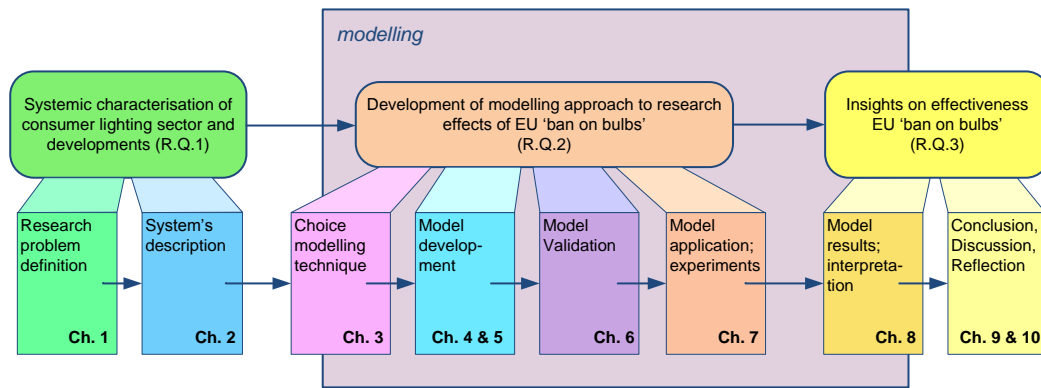 modelling
Systemic characterisation of
consumer lighting sector and
developments (R.Q.1)
Development of modelling approach to research
effects of EU ‘ban on bulbs’
(R.Q.2)
Insights on effectiveness
EU ‘ban on bulbs’
(R.Q.3)
Research
problem
definition
Ch. 1
System’s
description
Ch. 2
Choice
modelling
technique
Ch. 3
Model
develop-
ment
Ch. 4 & 5
Model
Validation
Ch. 6
Model
application;
experiments
Ch. 7
Model
results;
interpreta-
tion
Ch. 8
Conclusion,
Discussion,
Reflection
Ch. 9 & 10